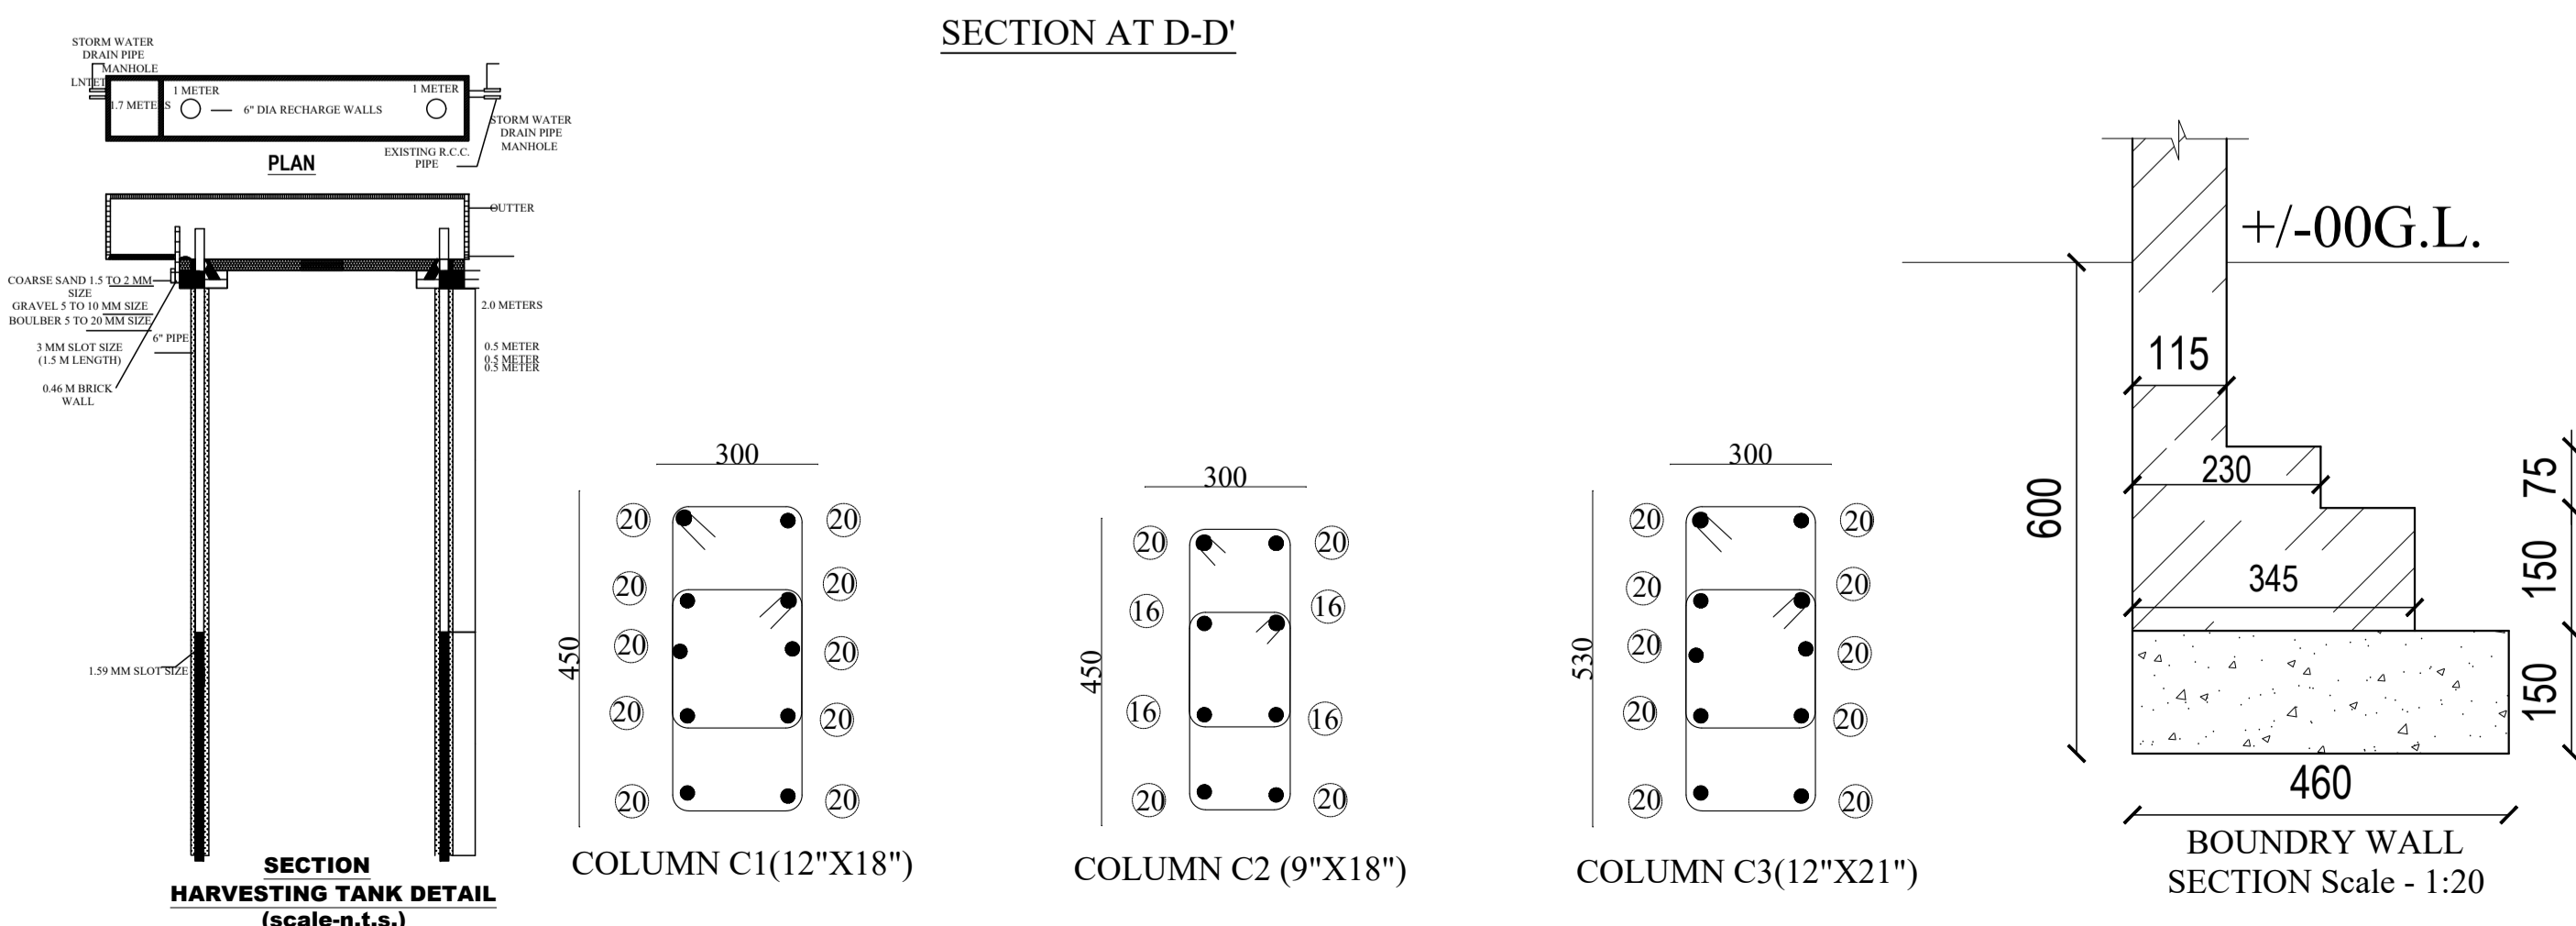 SECTION AT D-D'
STORM WATER
DRAIN PIPE
MANHOLE
LNTET
1.7 METERS
1 METER
6" DIA RECHARGE WALLS
1 METER
STORM WATER
DRAIN PIPE
MANHOLE
EXISTING R.C.C.
PIPE
PLAN
OUTTER
COARSE SAND 1.5 TO 2 MM
SIZE
GRAVEL 5 TO 10 MM SIZE
BOULBER 5 TO 20 MM SIZE
6" PIPE
3 MM SLOT SIZE
(1.5 M LENGTH)
0.46 M BRICK
WALL
2.0 METERS
0.5 METER
0.5 METER
0.5 METER
1.59 MM SLOT SIZE
SECTION
HARVESTING TANK DETAIL
(scale-n.t.s.)
300
450
20 20
20 20
20 20
20 20
20 20
COLUMN C1(12"X18")
300
450
20 20
16 16
16 16
20 20
COLUMN C2 (9"X18")
300
530
20 20
20 20
20 20
20 20
20 20
COLUMN C3(12"X21")
+/-00G.L.
115
230
345
600
75
150
150
460
BOUNDRY WALL
SECTION Scale - 1:20